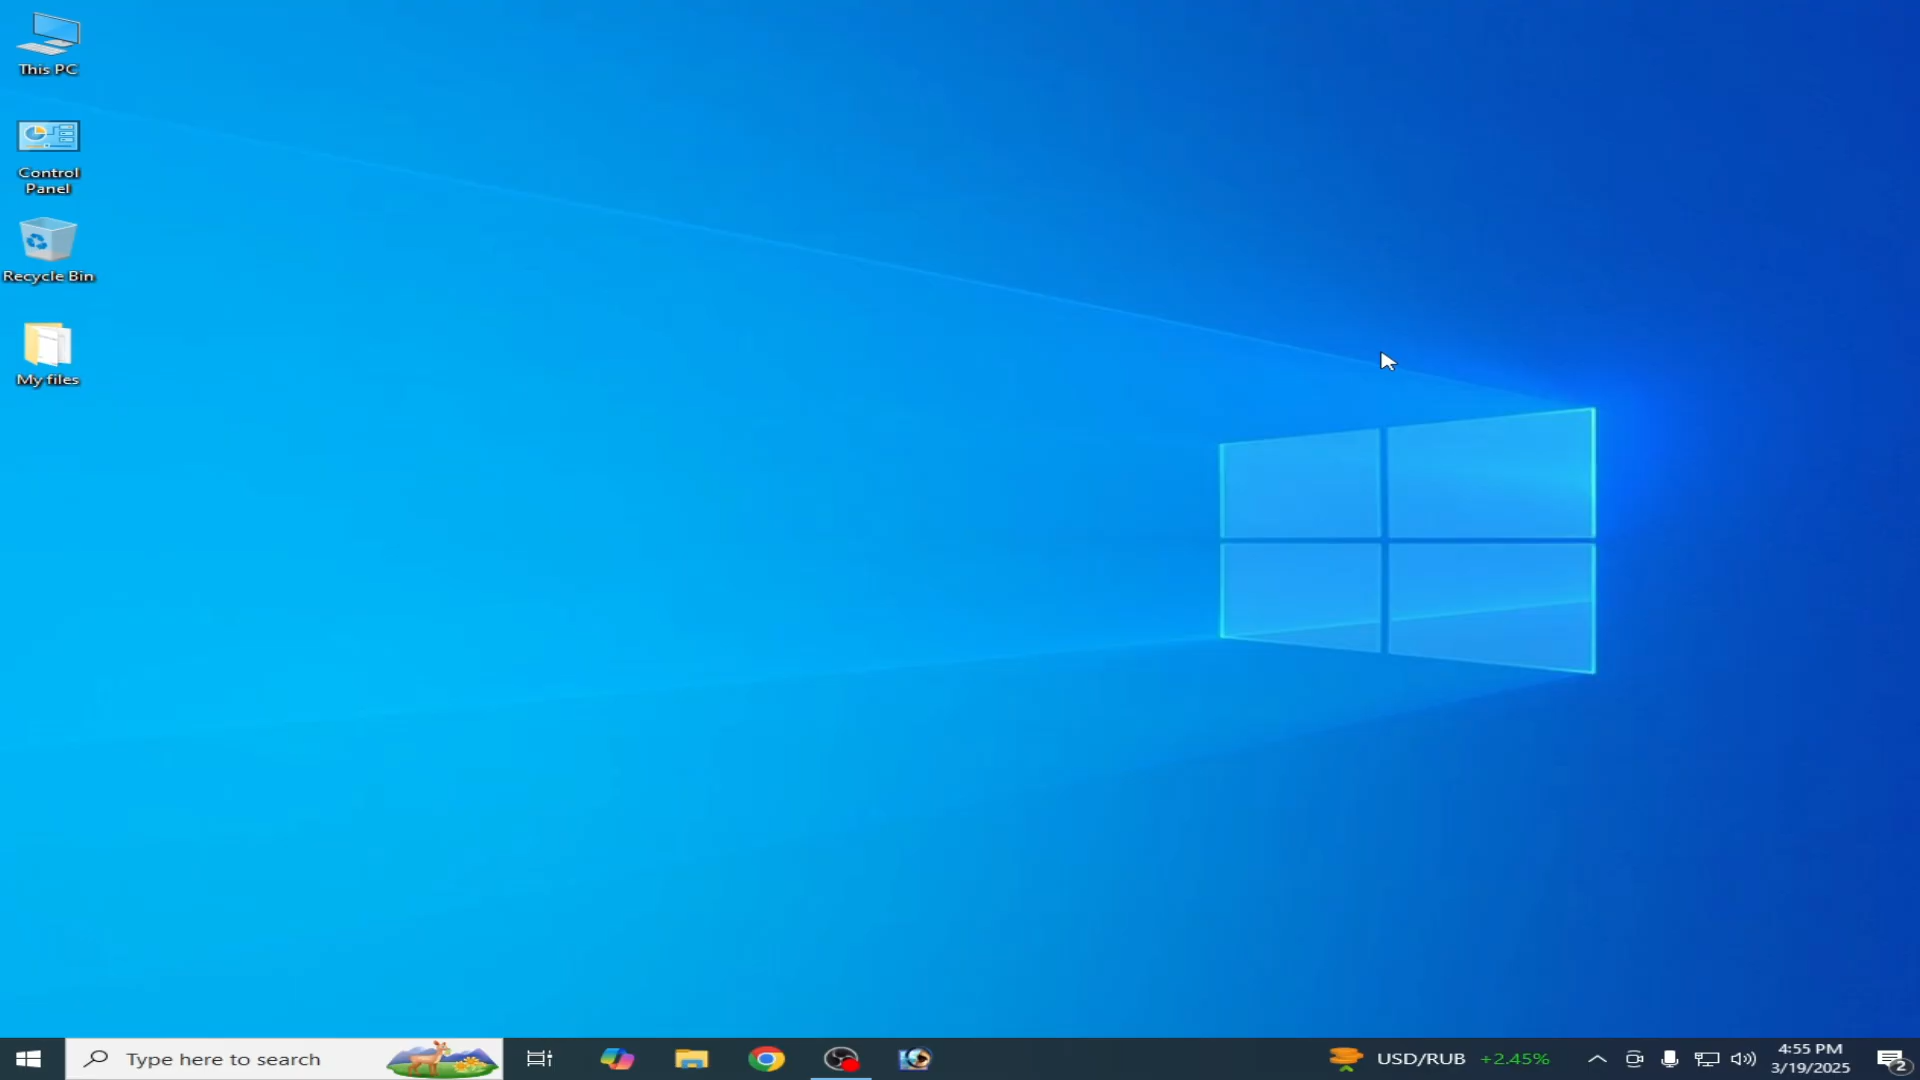 This PC
Control
Panel
Recycle Bin
My files
Type here to search
USD/RUB +2.45%
4:55 PM
3/19/2025
2